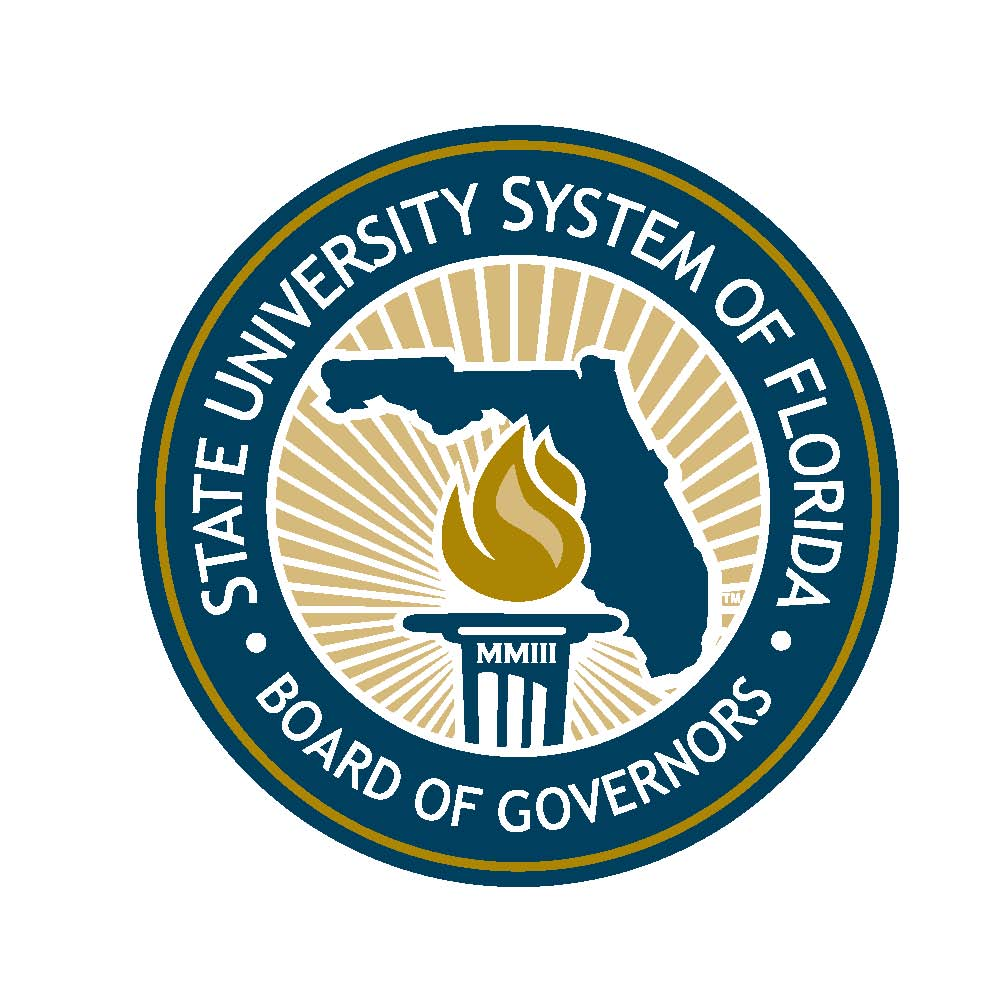 STATE UNIVERSITY SYSTEM OF FLORIDA
TM
MMIII
• BOARD OF GOVERNORS •